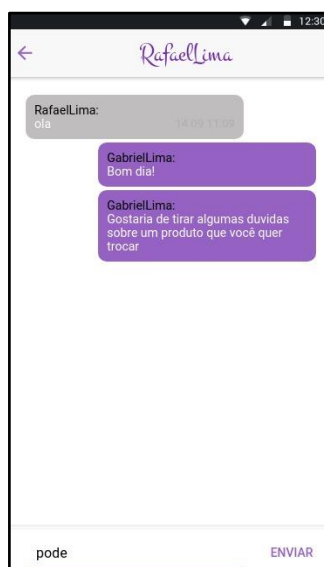 12:30
RafaelLima
RafaelLima:
ola
14:09 11:59
GabrielLima:
Bom dia!
GabrielLima:
Gostaria de tirar algumas duvidas
sobre um produto que você quer
trocar
pode
ENVIAR